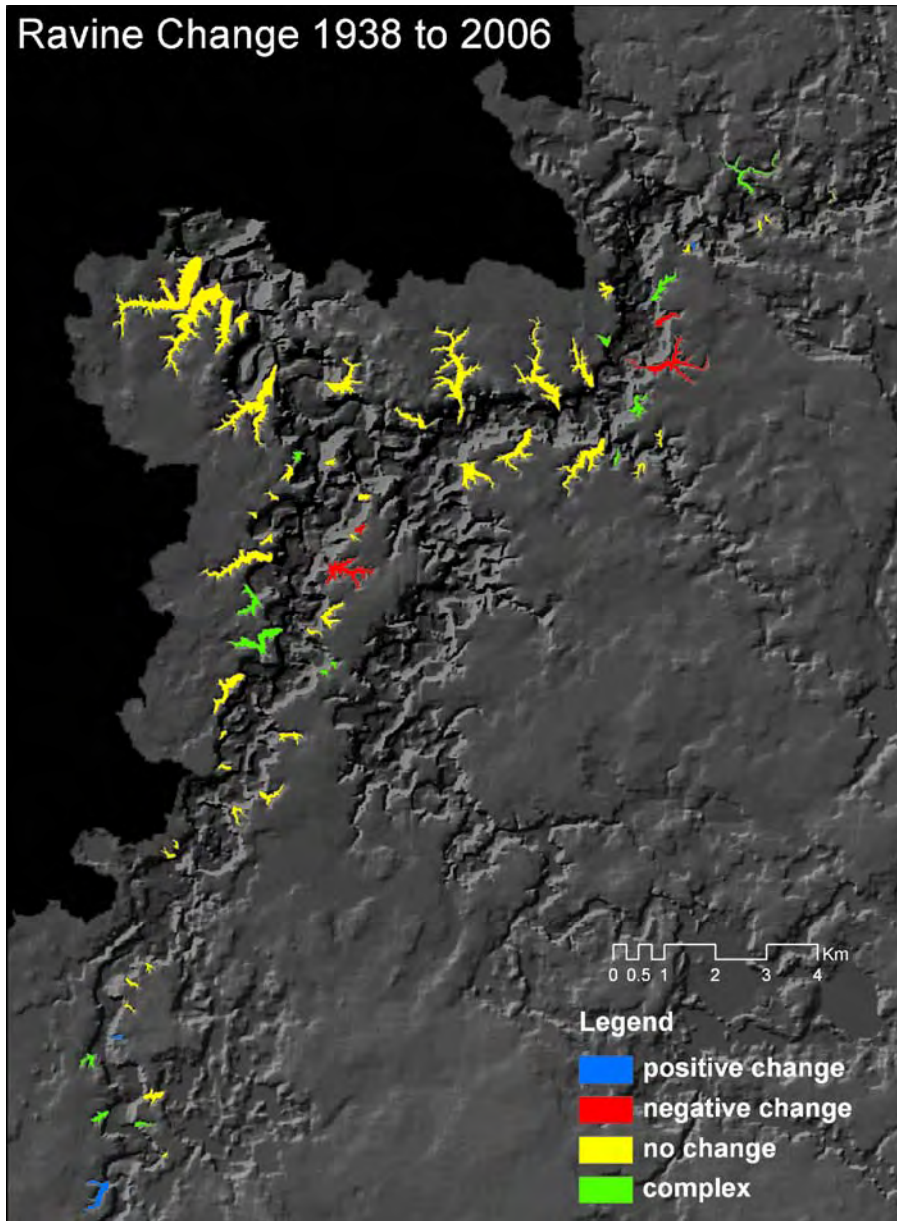 Ravine Change 1938 to 2006
Km
0 0.5 1 2 3 4
Legend
positive change
negative change
no change
complex